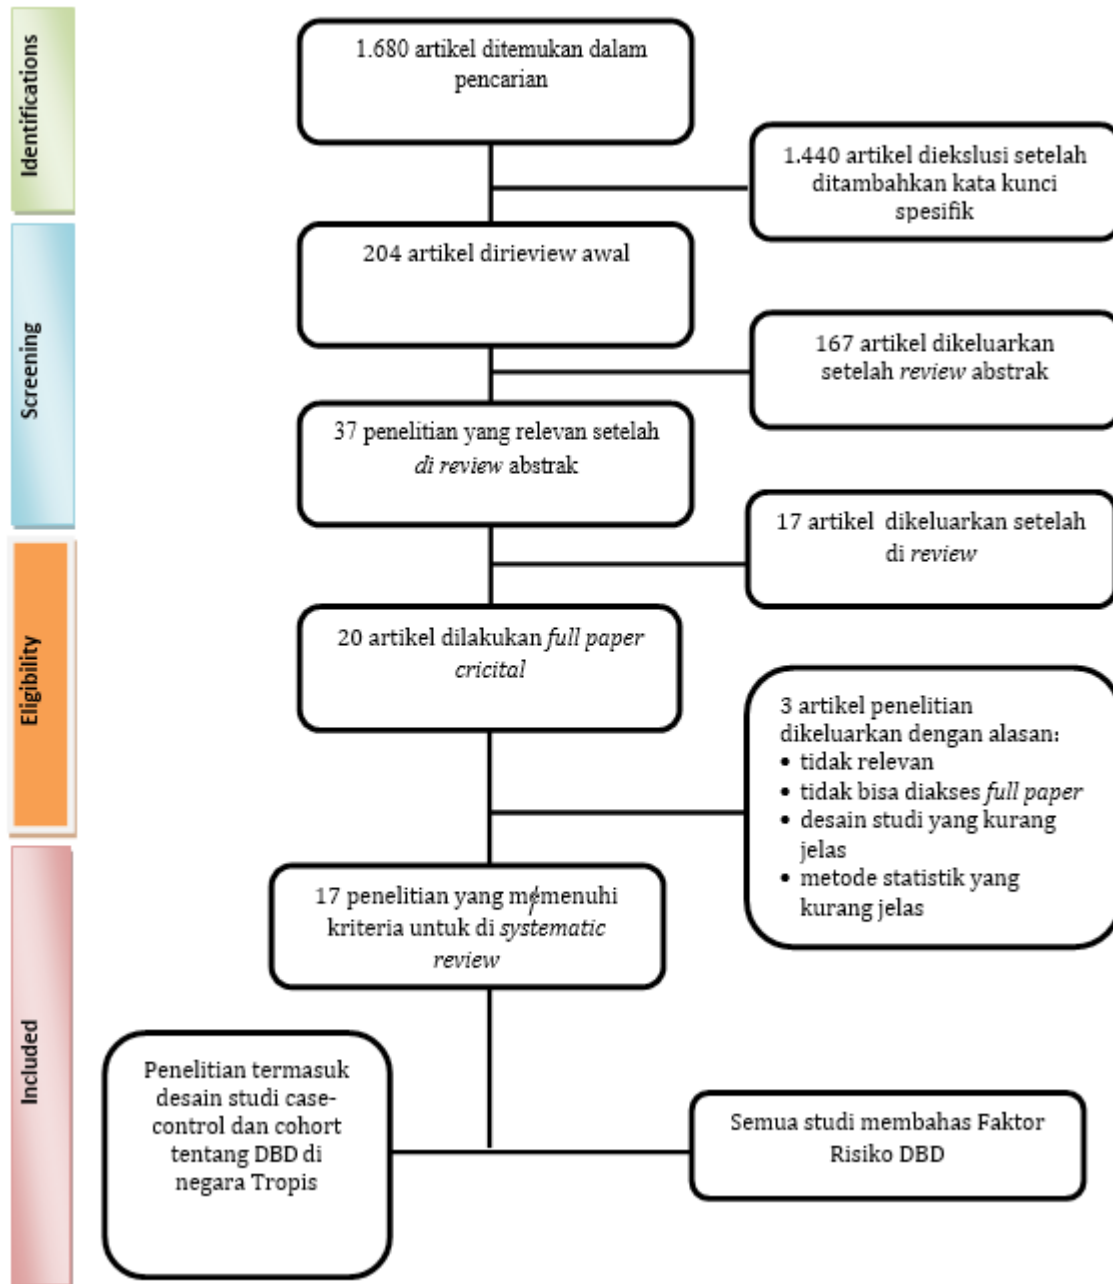 Identifications
1.680 artikel ditemukan dalam
pencarian
1.440 artikel diekslusi setelah
ditambahkan kata kunci
spesifik
Screening
204 artikel dirieview awal
167 artikel dikeluarkan
setelah review abstrak
37 penelitian yang relevan setelah
di review abstrak
17 artikel dikeluarkan setelah
di review
Eligibility
20 artikel dilakukan full paper
cricital
3 artikel penelitian
dikeluarkan dengan alasan:
• tidak relevan
• tidak bisa diakses full paper
• desain studi yang kurang
jelas
• metode statistik yang
kurang jelas
Included
17 penelitian yang memenuhi
kriteria untuk di systematic
review
Penelitian termasuk
desain studi case-
control dan cohort
tentang DBD di
negara Tropis
Semua studi membahas Faktor
Risiko DBD